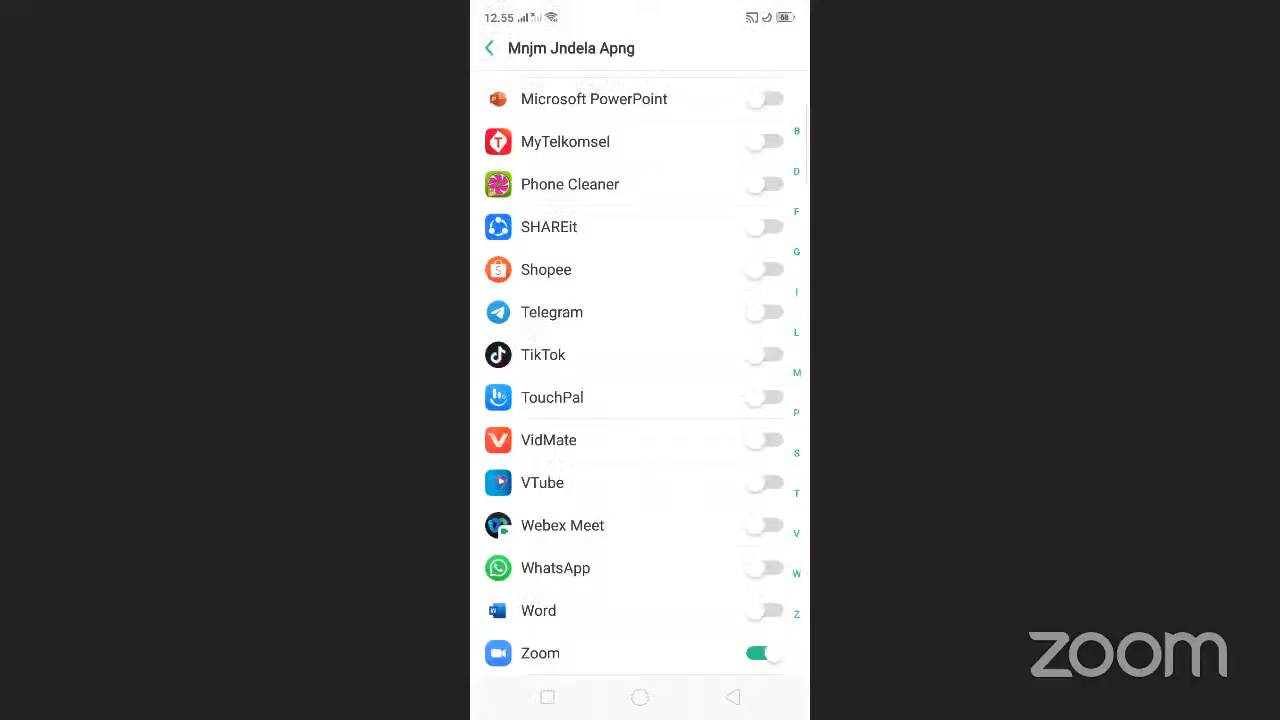 12.55
68
Mnjm Jndela Apng
Microsoft PowerPoint
MyTelkomsel
Phone Cleaner
SHAREit
Shopee
Telegram
TikTok
TouchPal
VidMate
VTube
Webex Meet
WhatsApp
Word
Zoom
B
D
F
G
I
L
M
P
S
T
V
W
Z
zoom